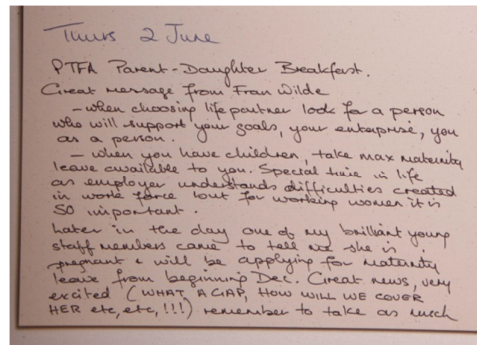 Thurs 2 June
PTFA Parent-Daughter Breakfast.
Great message from Fran Wilde
- when choosing life partner look for a person
who will support your goals, your enterprise, you
as a person.
- when you have children, take max maternity
leave available to you. Special time in life
as employer understands difficulties created
in work force but for working women it is
SO important.
Later in the day one of my brilliant young
staff members came to tell me she is
pregnant & will be applying for maternity
leave from beginning Dec. Great news, very
excited (WHAT A GAP, HOW WILL WE COVER
HER etc, etc, !!!) remember to take as much